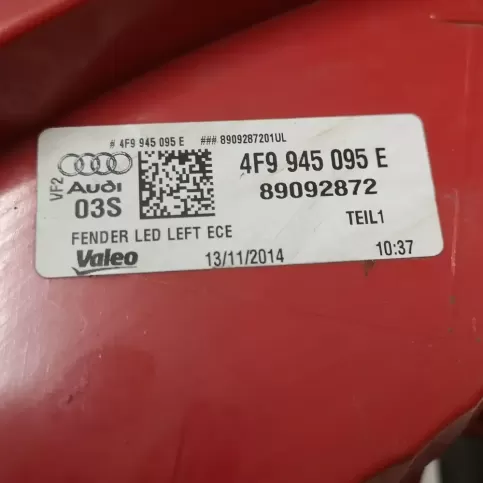 # 4F9 945 095 E ### 8909287201UL
VF2
Audi
03S
4F9 945 095 E
89092872
TEIL1
FENDER LED LEFT ECE
Valeo 13/11/2014 10:37